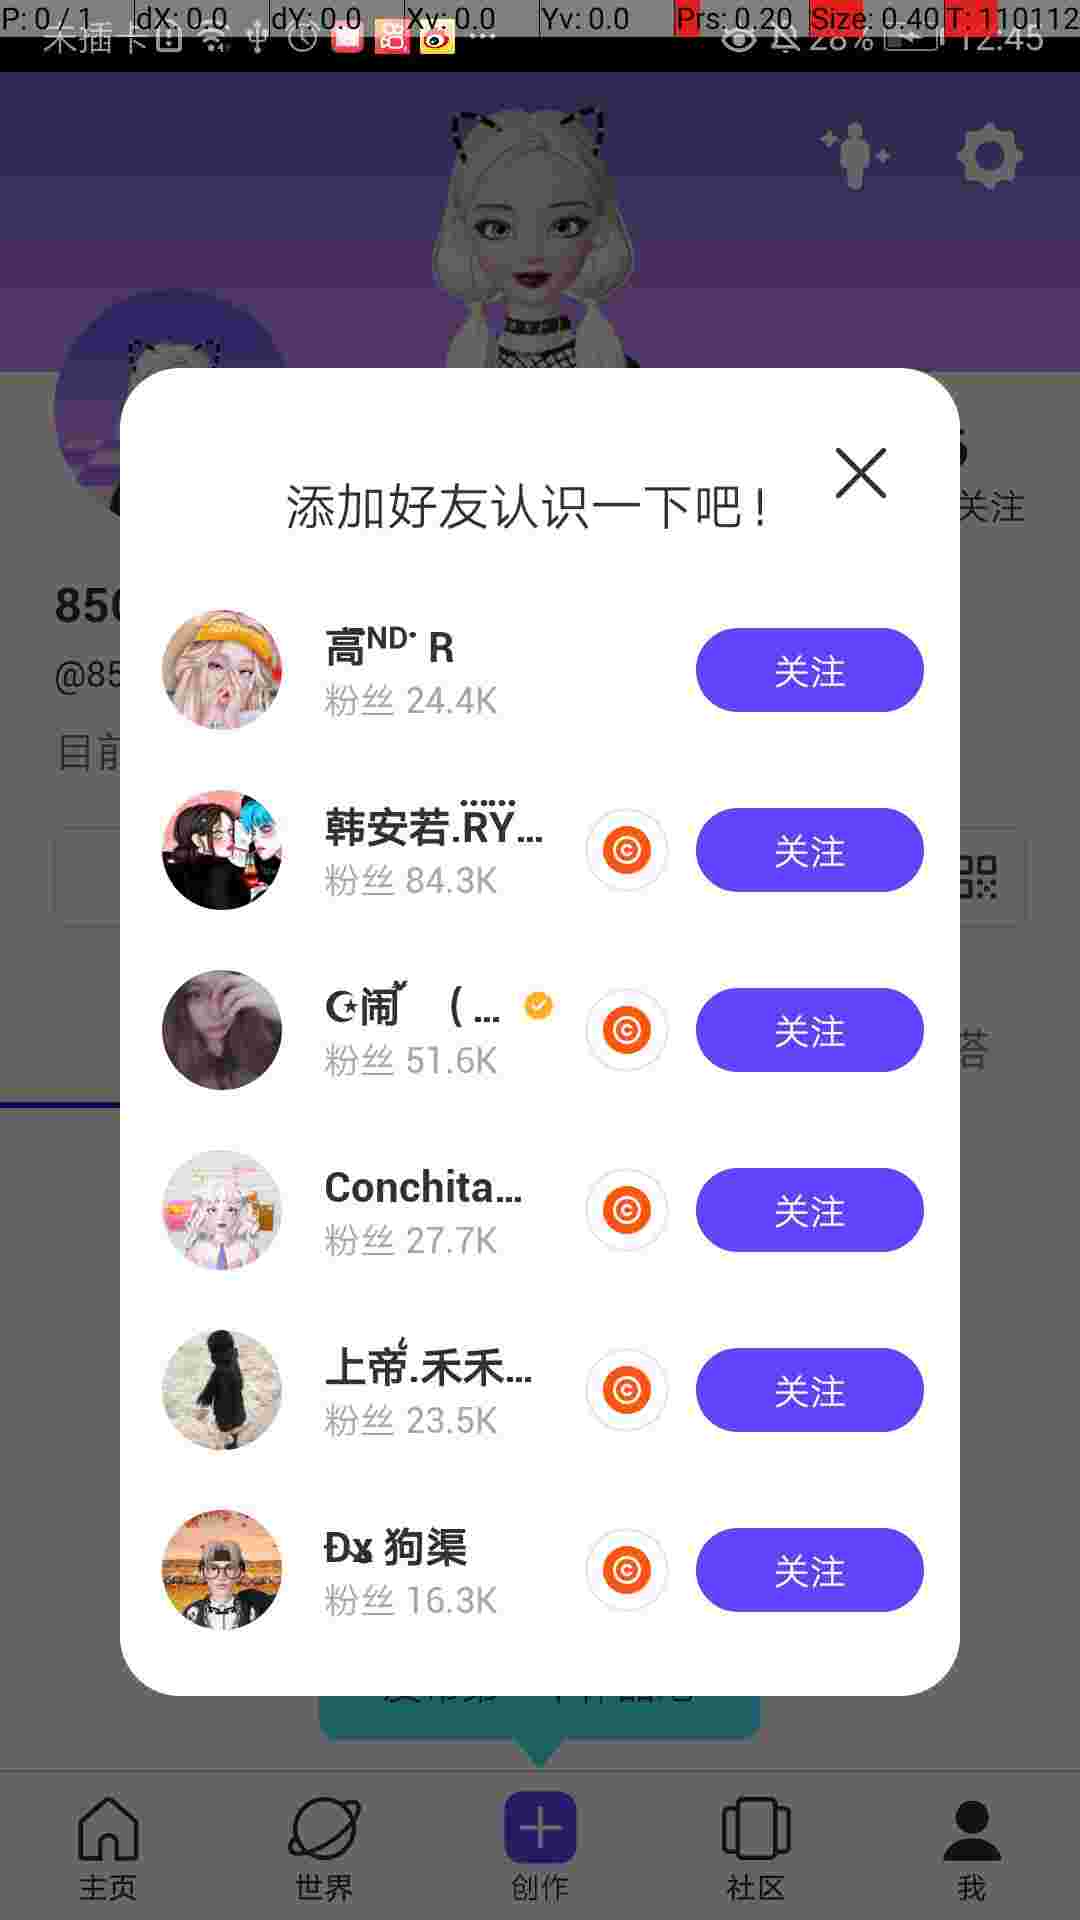 P: 0 / 1 dX: 0.0 dY: 0.0 Xv: 0.0 Yv: 0.0 Prs: 0.20 Size: 0.40 T: 110112
未插卡 28% 12:45
添加好友认识一下吧！
关注
高ᴺᴰ· R
粉丝 24.4K
关注
韩安若.RY...
粉丝 84.3K
关注
☪闹 ( ...
粉丝 51.6K
关注
Conchita...
粉丝 27.7K
关注
上帝.禾禾...
粉丝 23.5K
关注
狗渠
粉丝 16.3K
关注
850
@85
目前
答
主页 世界 创作 社区 我